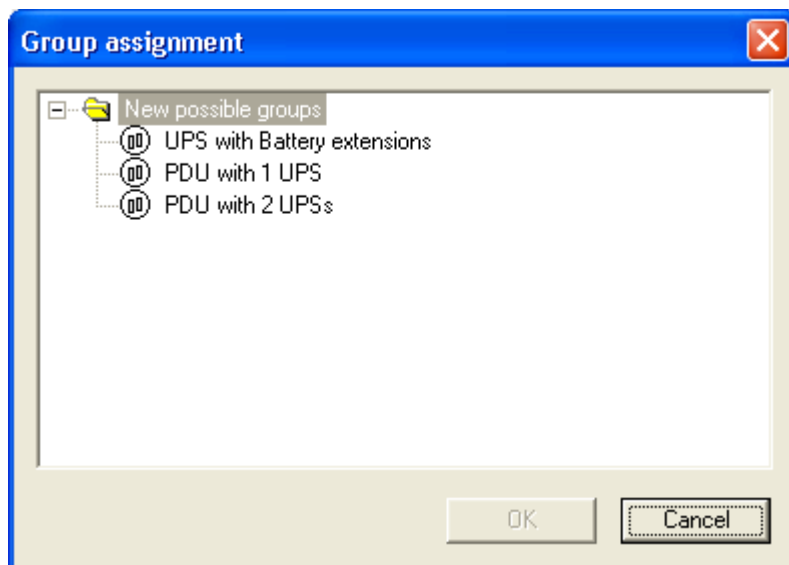 Group assignment
New possible groups
UPS with Battery extensions
PDU with 1 UPS
PDU with 2 UPSs
OK
Cancel